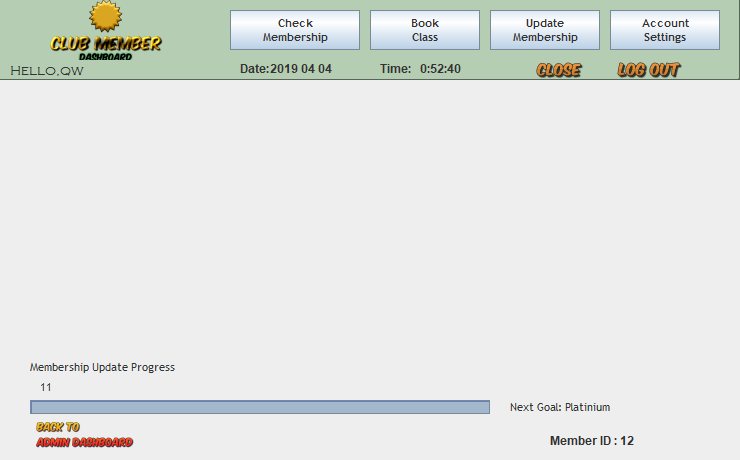 CLUB MEMBER
DASHBOARD
HELLO,QW
Check
Membership
Book
Class
Update
Membership
Account
Settings
Date:2019 04 04
Time: 0:52:40
CLOSE
LOG OUT
Membership Update Progress
11
Next Goal: Platinium
BACK TO
ADMIN DASHBOARD
Member ID : 12